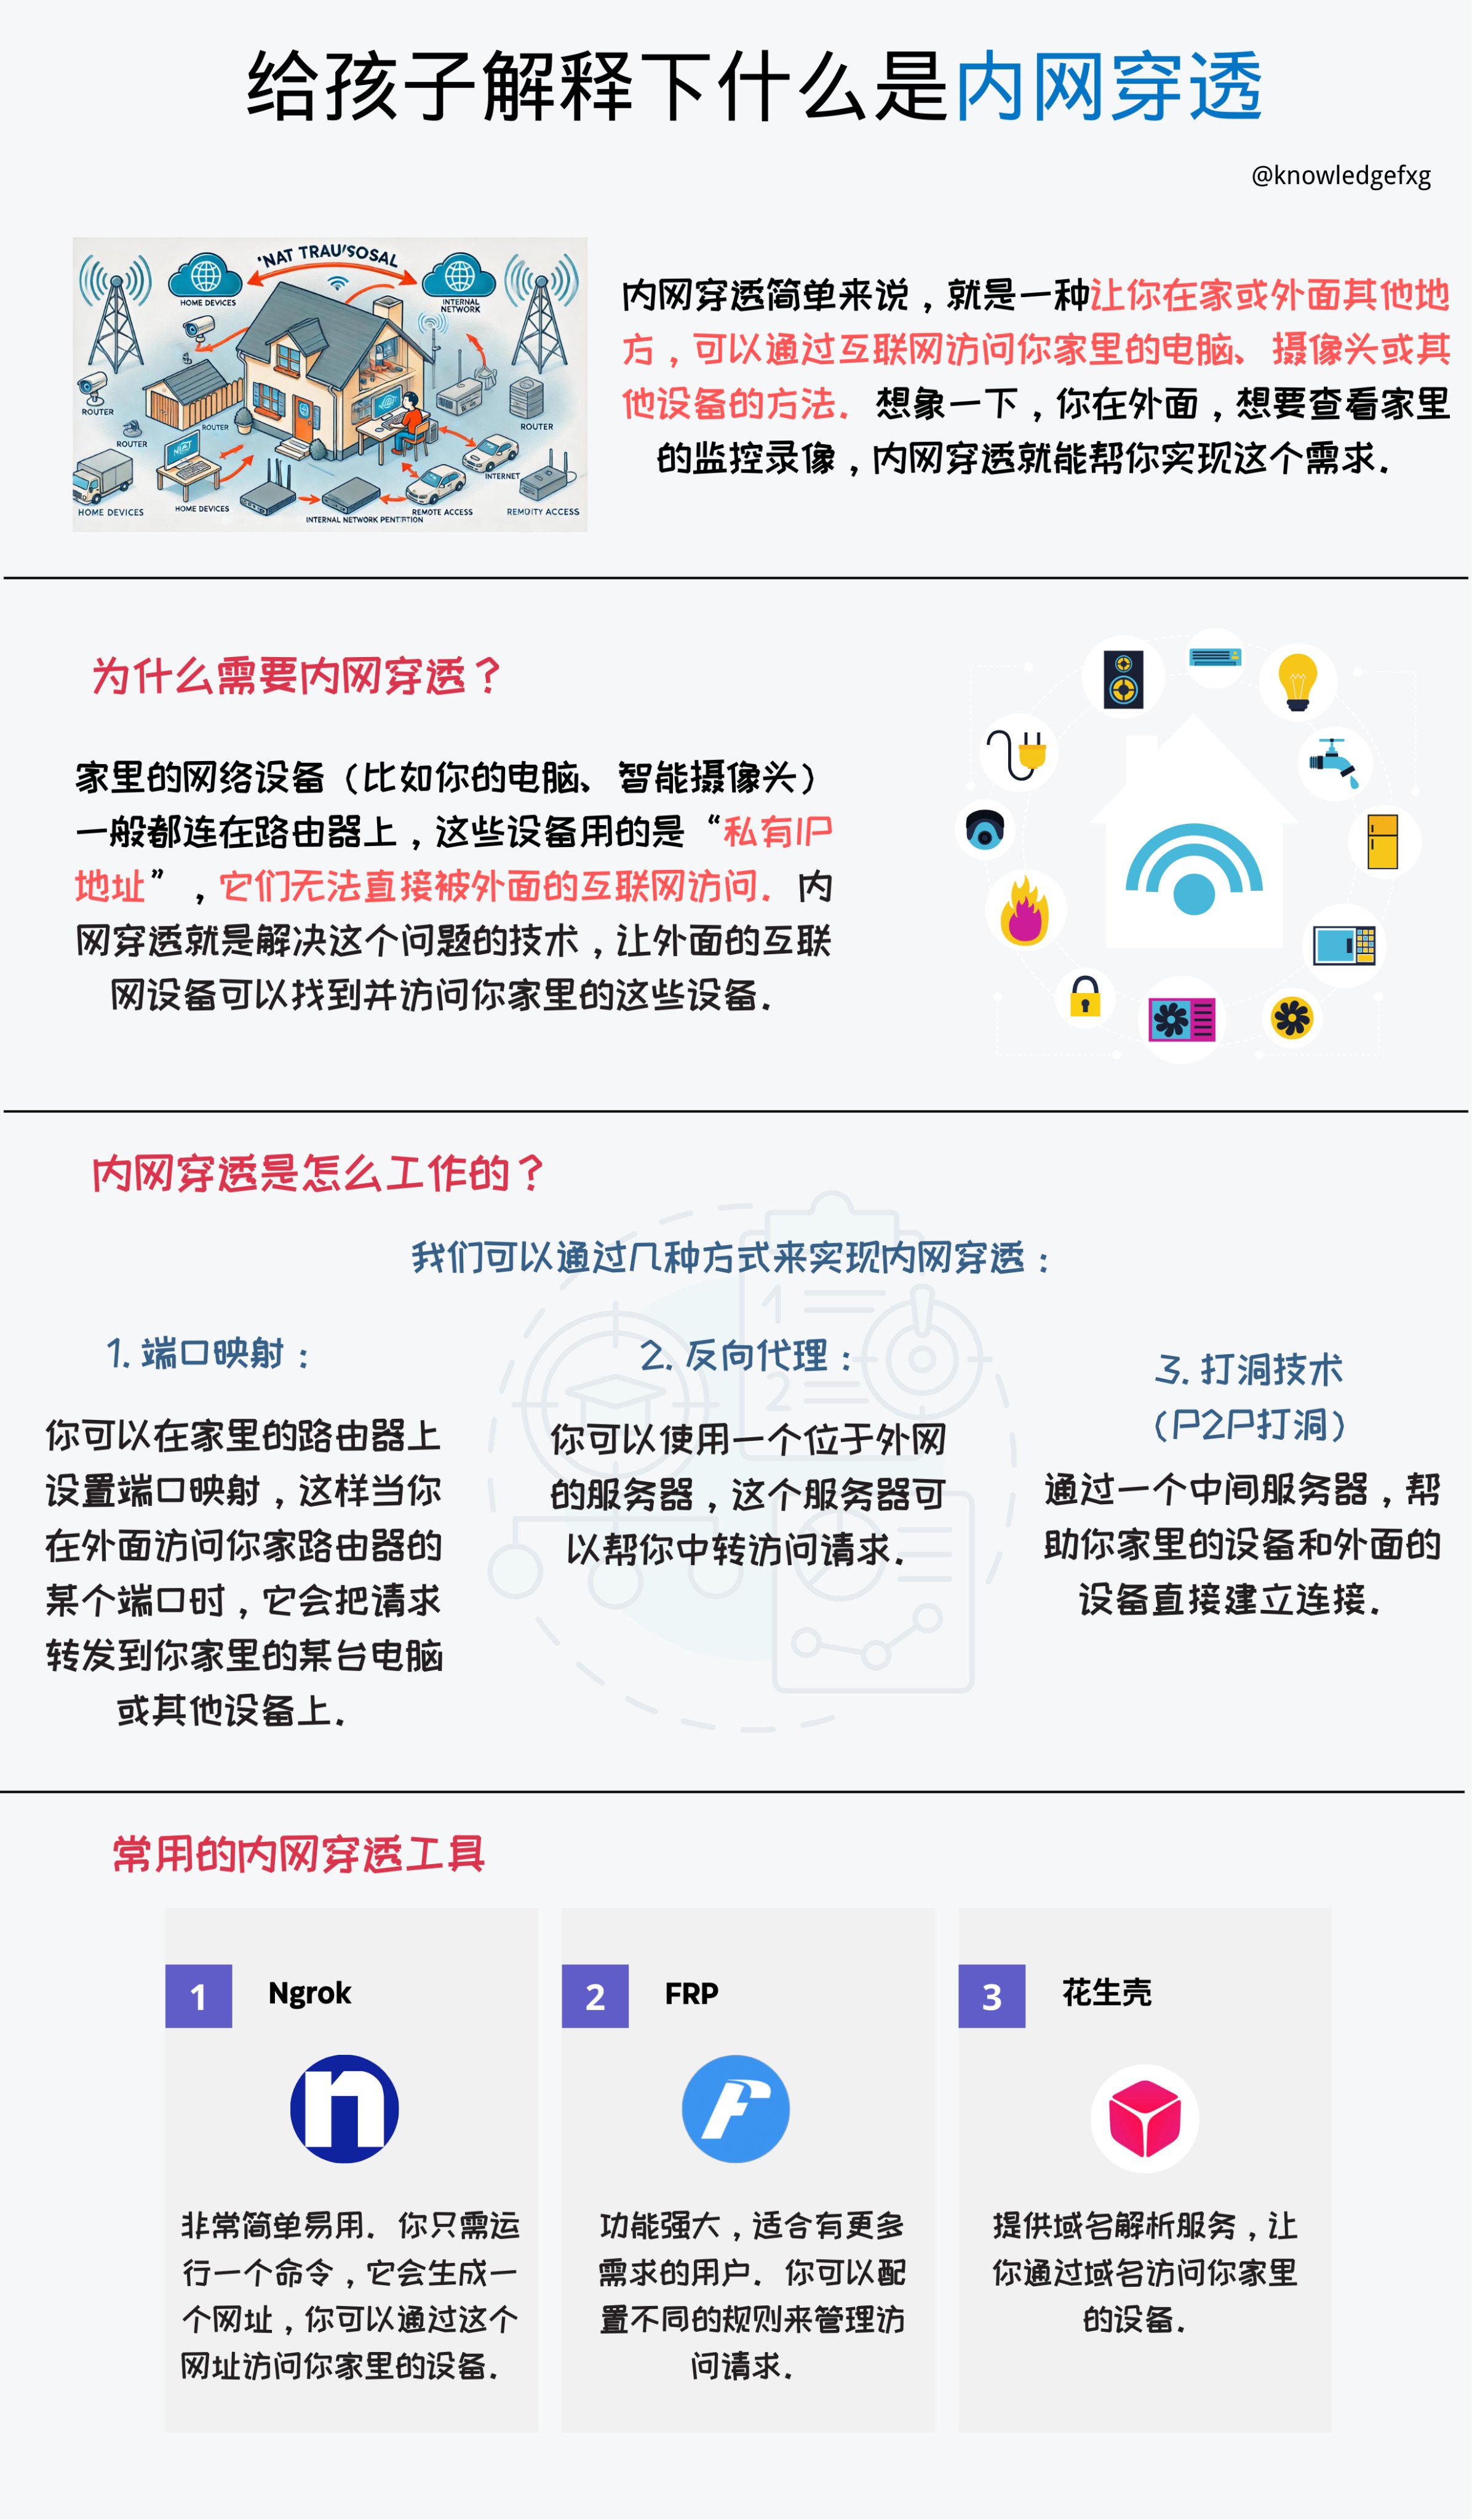 给孩子解释下什么是内网穿透
@knowledgefxg
'NAT TRAU'SOSAL
HOME DEVICES
INTERNAL
NETWORK
ROUTER
ROUTER
ROUTER
ROUTER
INTERNET
HOME DEVICES
HOME DEVICES
INTERNAL NETWORK PENTBTION
REMOTE ACCESS
REMDITY ACCESS
内网穿透简单来说，就是一种让你在家或外面其他地
方，可以通过互联网访问你家里的电脑、摄像头或其
他设备的方法。想象一下，你在外面，想要查看家里
的监控录像，内网穿透就能帮你实现这个需求。
为什么需要内网穿透？
家里的网络设备（比如你的电脑、智能摄像头）
一般都连在路由器上，这些设备用的是“私有IP
地址”，它们无法直接被外面的互联网访问。内
网穿透就是解决这个问题的技术，让外面的互联
网设备可以找到并访问你家里的这些设备。
内网穿透是怎么工作的？
我们可以通过几种方式来实现内网穿透：
1. 端口映射：
你可以在家里的路由器上
设置端口映射，这样当你
在外面访问你家路由器的
某个端口时，它会把请求
转发到你家里的某台电脑
或其他设备上。
2. 反向代理：
你可以使用一个位于外网
的服务器，这个服务器可
以帮你中转访问请求。
3. 打洞技术
（P2P打洞）
通过一个中间服务器，帮
助你家里的设备和外面的
设备直接建立连接。
1
2
常用的内网穿透工具
1
Ngrok
n
非常简单易用。你只需运
行一个命令，它会生成一
个网址，你可以通过这个
网址访问你家里的设备。
2
FRP
F
功能强大，适合有更多
需求的用户。你可以配
置不同的规则来管理访
问请求。
3
花生壳
提供域名解析服务，让
你通过域名访问你家里
的设备。